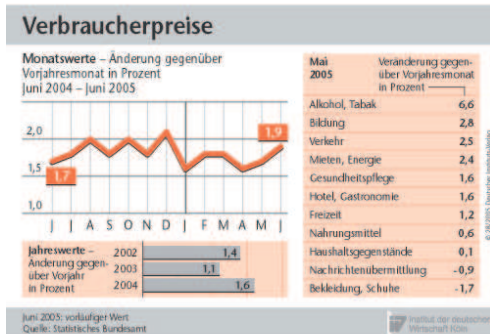 Verbraucherpreise
Monatswerte – Änderung gegenüber
Vorjahresmonat in Prozent
Juni 2004 – Juni 2005
2,0
1,5
1,0
1,7
1,9
J J A S O N D J F M A M J
Jahreswerte –
Änderung gegen-
über Vorjahr
in Prozent
2002 1,4
2003 1,1
2004 1,6
Mai
2005
Veränderung gegen-
über Vorjahresmonat
in Prozent
Alkohol, Tabak 6,6
Bildung 2,8
Verkehr 2,5
Mieten, Energie 2,4
Gesundheitspflege 1,6
Hotel, Gastronomie 1,6
Freizeit 1,2
Nahrungsmittel 0,6
Haushaltsgegenstände 0,1
Nachrichtenübermittlung -0,9
Bekleidung, Schuhe -1,7
Juni 2005: vorläufiger Wert
Quelle: Statistisches Bundesamt
Institut der deutschen
Wirtschaft Köln